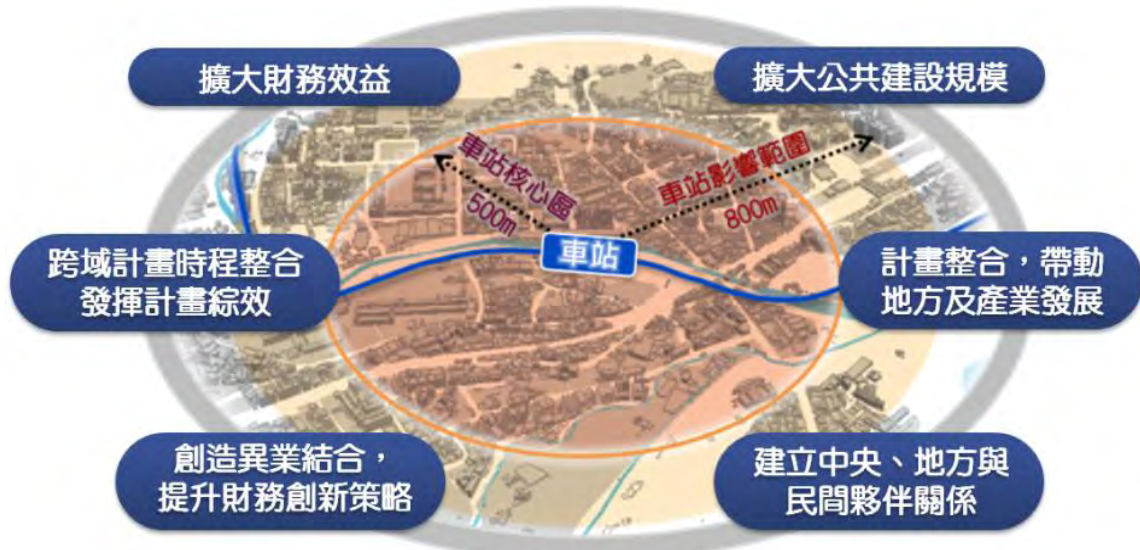 擴大財務效益
擴大公共建設規模
車站核心區
500m
車站影響範圍
800m
車站
跨域計畫時程整合
發揮計畫綜效
計畫整合，帶動
地方及產業發展
創造異業結合，
提升財務創新策略
建立中央、地方與
民間夥伴關係